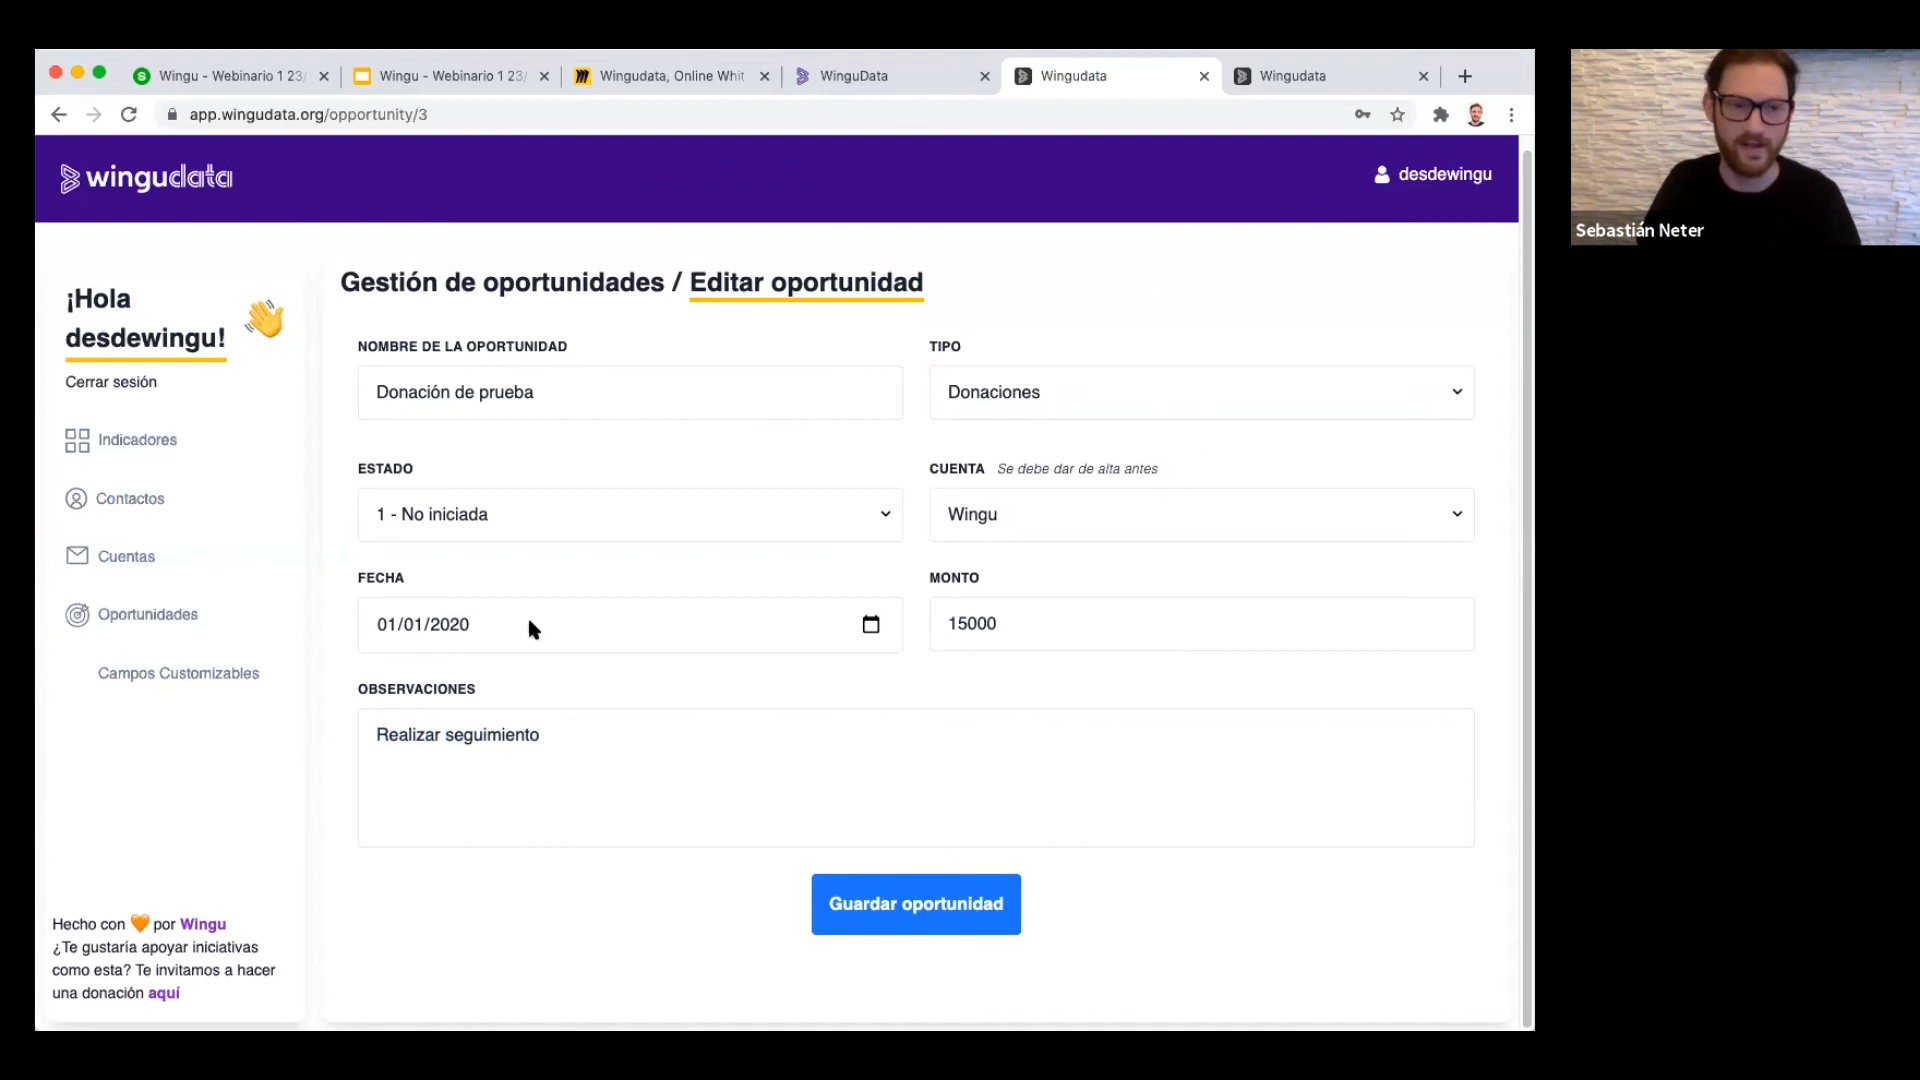 Wingu - Webinario 1 23/
Wingu - Webinario 1 23/
Wingudata, Online Whit
WinguData
Wingudata
Wingudata
app.wingudata.org/opportunity/3
wingudata
desdewingu
Sebastián Neter
¡Hola
desdewingu!
Cerrar sesión
Indicadores
Contactos
Cuentas
Oportunidades
Campos Customizables
Hecho con 🧡 por Wingu
¿Te gustaría apoyar iniciativas
como esta? Te invitamos a hacer
una donación aquí
Gestión de oportunidades / Editar oportunidad
NOMBRE DE LA OPORTUNIDAD
Donación de prueba
TIPO
Donaciones
ESTADO
1 - No iniciada
CUENTA Se debe dar de alta antes
Wingu
FECHA
01/01/2020
MONTO
15000
OBSERVACIONES
Realizar seguimiento
Guardar oportunidad